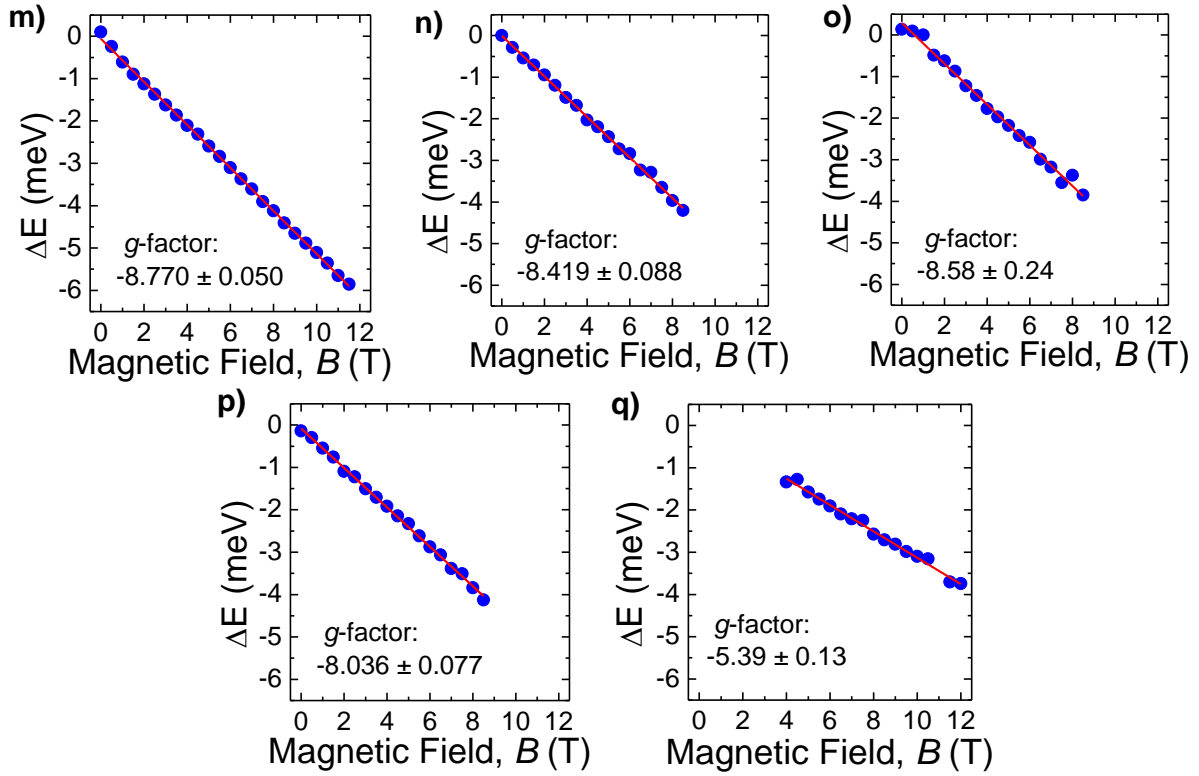 m)
0
-1
-2
-3
-4
-5
-6
ΔE (meV)
g-factor:
-8.770 ± 0.050
0 2 4 6 8 10 12
Magnetic Field, B (T)
n)
0
-1
-2
-3
-4
-5
-6
ΔE (meV)
g-factor:
-8.419 ± 0.088
0 2 4 6 8 10 12
Magnetic Field, B (T)
o)
0
-1
-2
-3
-4
-5
-6
ΔE (meV)
g-factor:
-8.58 ± 0.24
0 2 4 6 8 10 12
Magnetic Field, B (T)
p)
0
-1
-2
-3
-4
-5
-6
ΔE (meV)
g-factor:
-8.036 ± 0.077
0 2 4 6 8 10 12
Magnetic Field, B (T)
q)
0
-1
-2
-3
-4
-5
-6
ΔE (meV)
g-factor:
-5.39 ± 0.13
0 2 4 6 8 10 12
Magnetic Field, B (T)